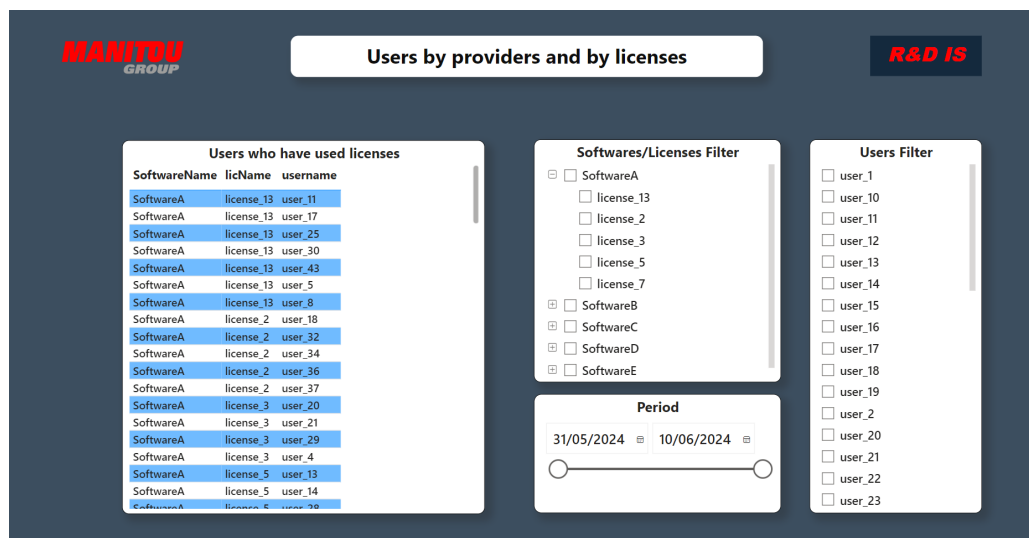 MANITOU
GROUP
Users by providers and by licenses
R&D IS
Users who have used licenses
SoftwareName licName username
SoftwareA license_13 user_11
SoftwareA license_13 user_17
SoftwareA license_13 user_25
SoftwareA license_13 user_30
SoftwareA license_13 user_43
SoftwareA license_13 user_5
SoftwareA license_13 user_8
SoftwareA license_2 user_18
SoftwareA license_2 user_32
SoftwareA license_2 user_34
SoftwareA license_2 user_36
SoftwareA license_2 user_37
SoftwareA license_3 user_20
SoftwareA license_3 user_21
SoftwareA license_3 user_29
SoftwareA license_3 user_4
SoftwareA license_5 user_13
SoftwareA license_5 user_14
SoftwareA license_5 user_28
Softwares/Licenses Filter
SoftwareA
license_13
license_2
license_3
license_5
license_7
SoftwareB
SoftwareC
SoftwareD
SoftwareE
Period
31/05/2024 10/06/2024
Users Filter
user_1
user_10
user_11
user_12
user_13
user_14
user_15
user_16
user_17
user_18
user_19
user_2
user_20
user_21
user_22
user_23